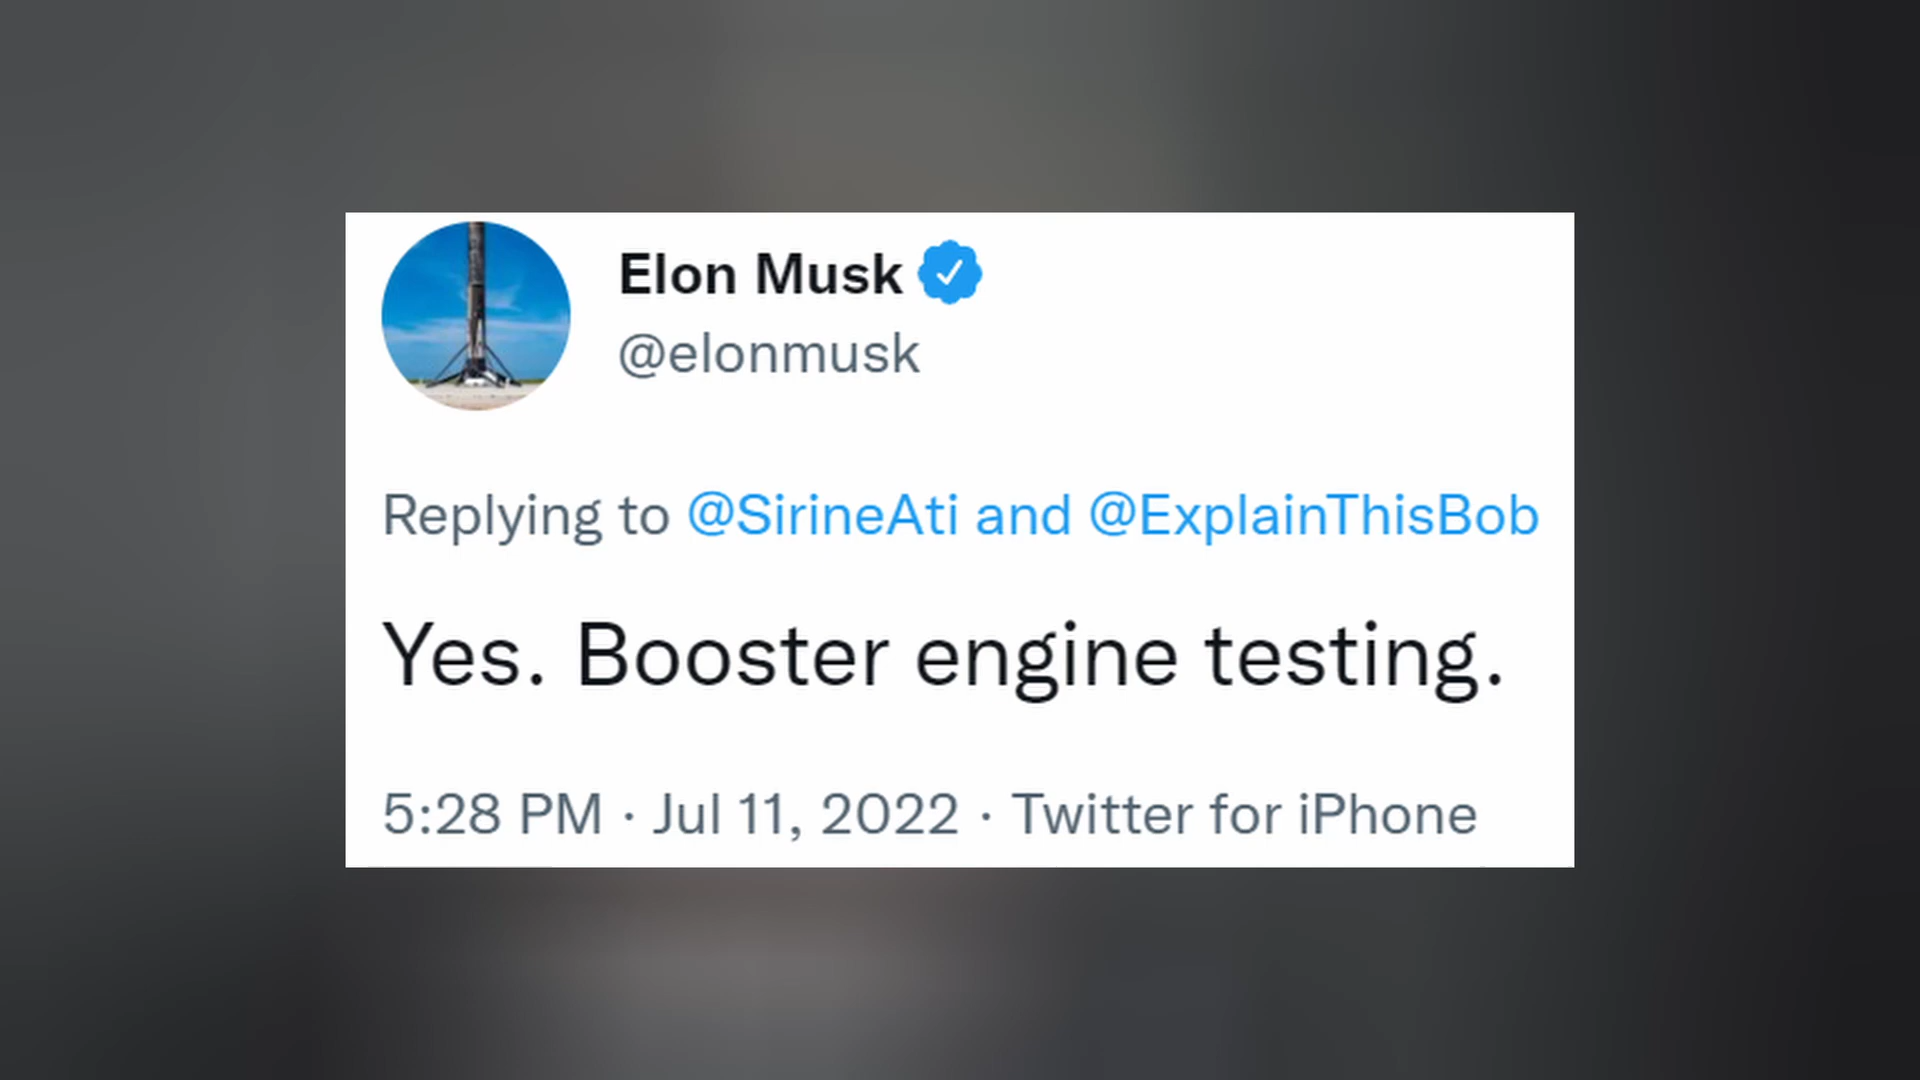 Elon Musk
@elonmusk
Replying to @SirineAti and @ExplainThisBob
Yes. Booster engine testing.
5:28 PM · Jul 11, 2022 · Twitter for iPhone